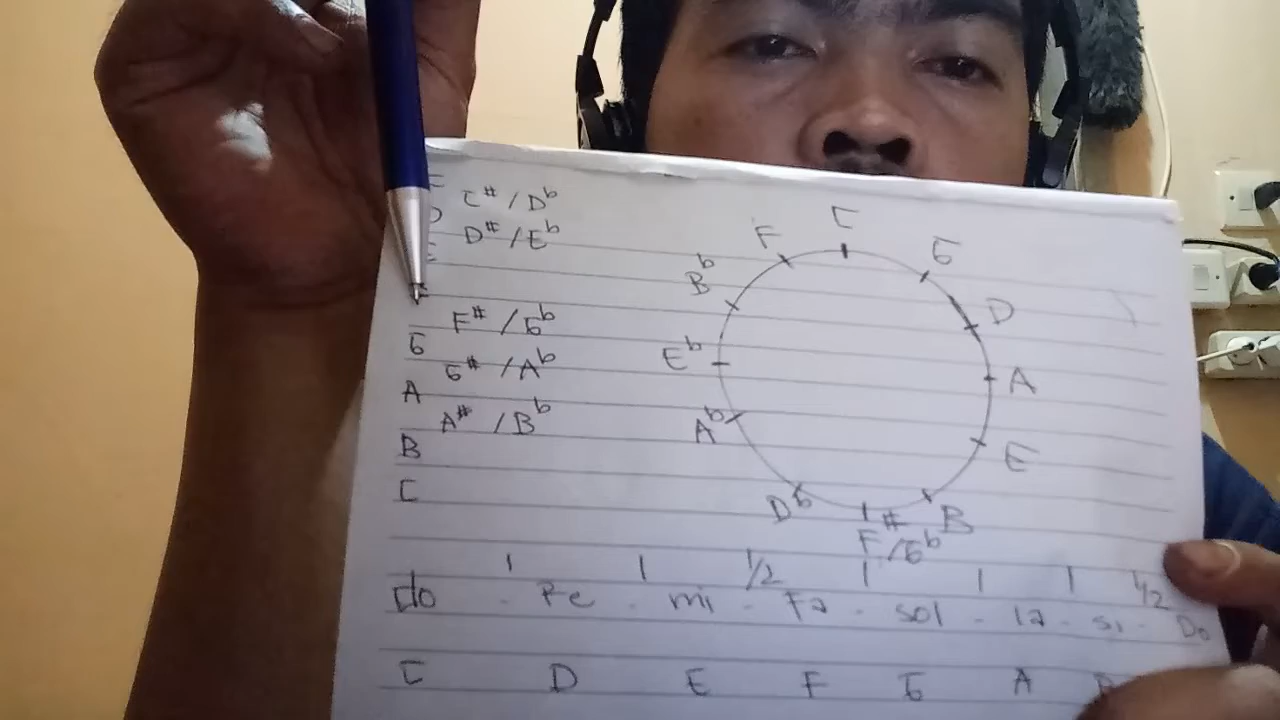 C
C# / Db
D
D# / Eb
E
F# / Gb
G
G# / Ab
A
A# / Bb
B
C
C
G
D
A
E
B
F# / Gb
Db
Ab
Eb
Bb
F
1 1 1/2 1 1 1 1/2
do . Re . mi . Fa . sol . la . si . Do
C D E F G A B